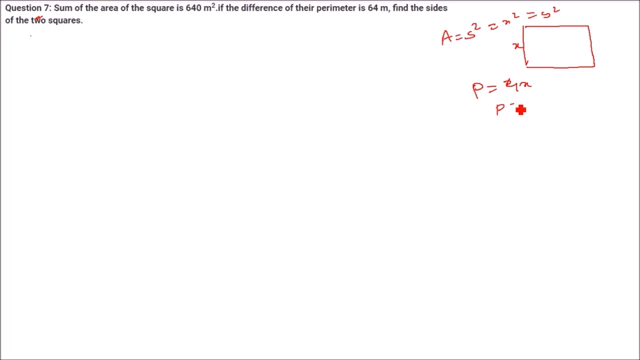 Question 7: Sum of the area of the square is 640 m².if the difference of their perimeter is 64 m, find the sides
of the two squares.
A = s² = x² = s²
x
P = 4x
P =